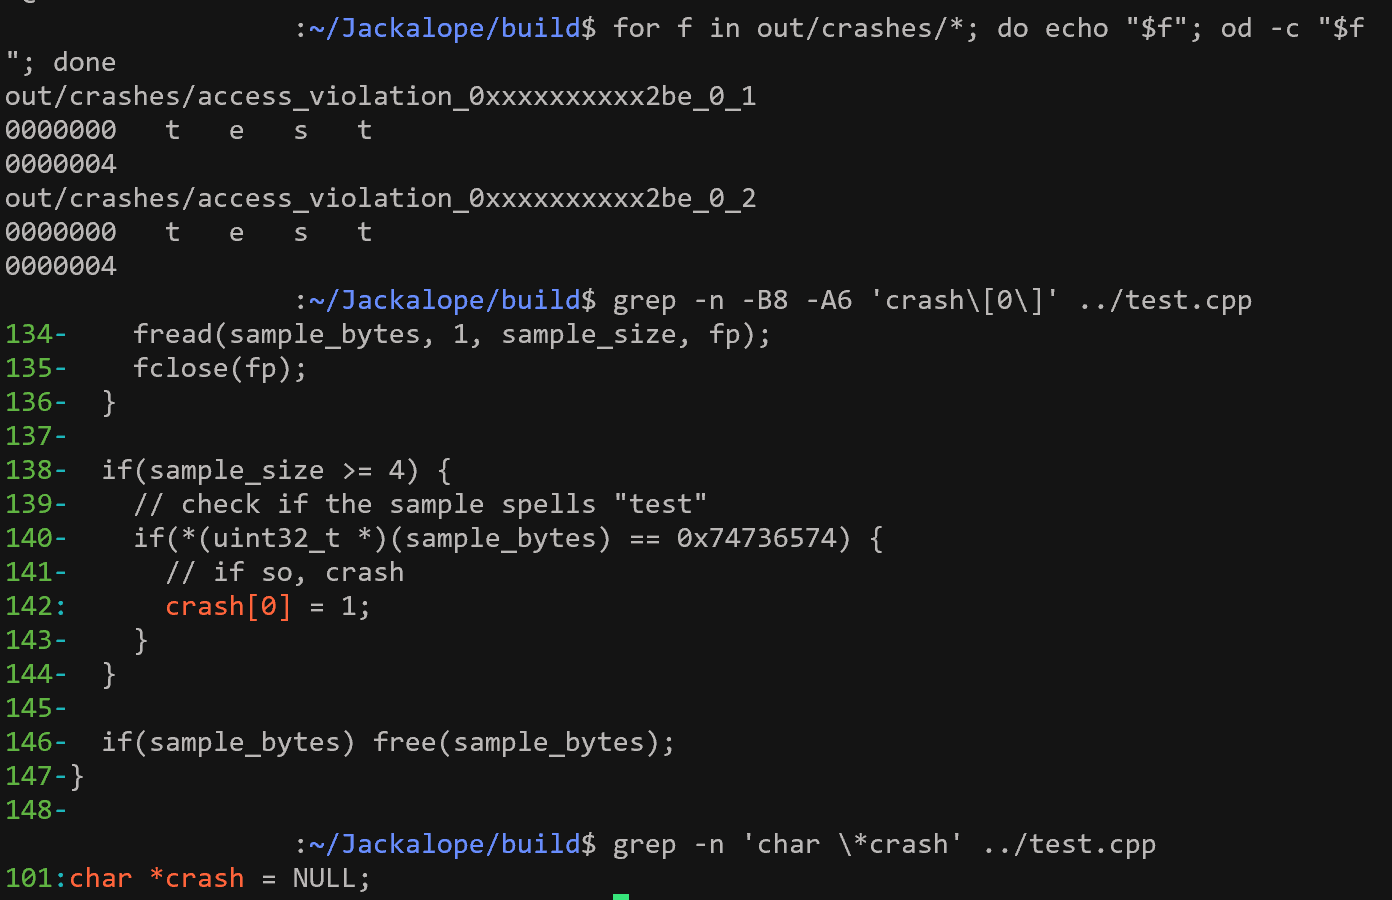 :~/Jackalope/build$ for f in out/crashes/*; do echo "$f"; od -c "$f
"; done
out/crashes/access_violation_0xxxxxxxxxx2be_0_1
0000000   t   e   s   t
0000004
out/crashes/access_violation_0xxxxxxxxxx2be_0_2
0000000   t   e   s   t
0000004
:~/Jackalope/build$ grep -n -B8 -A6 'crash\[0\]' ../test.cpp
134-    fread(sample_bytes, 1, sample_size, fp);
135-    fclose(fp);
136-  }
137-
138-  if(sample_size >= 4) {
139-    // check if the sample spells "test"
140-    if(*(uint32_t *)(sample_bytes) == 0x74736574) {
141-      // if so, crash
142:      crash[0] = 1;
143-    }
144-  }
145-
146-  if(sample_bytes) free(sample_bytes);
147-}
148-
:~/Jackalope/build$ grep -n 'char \*crash' ../test.cpp
101:char *crash = NULL;